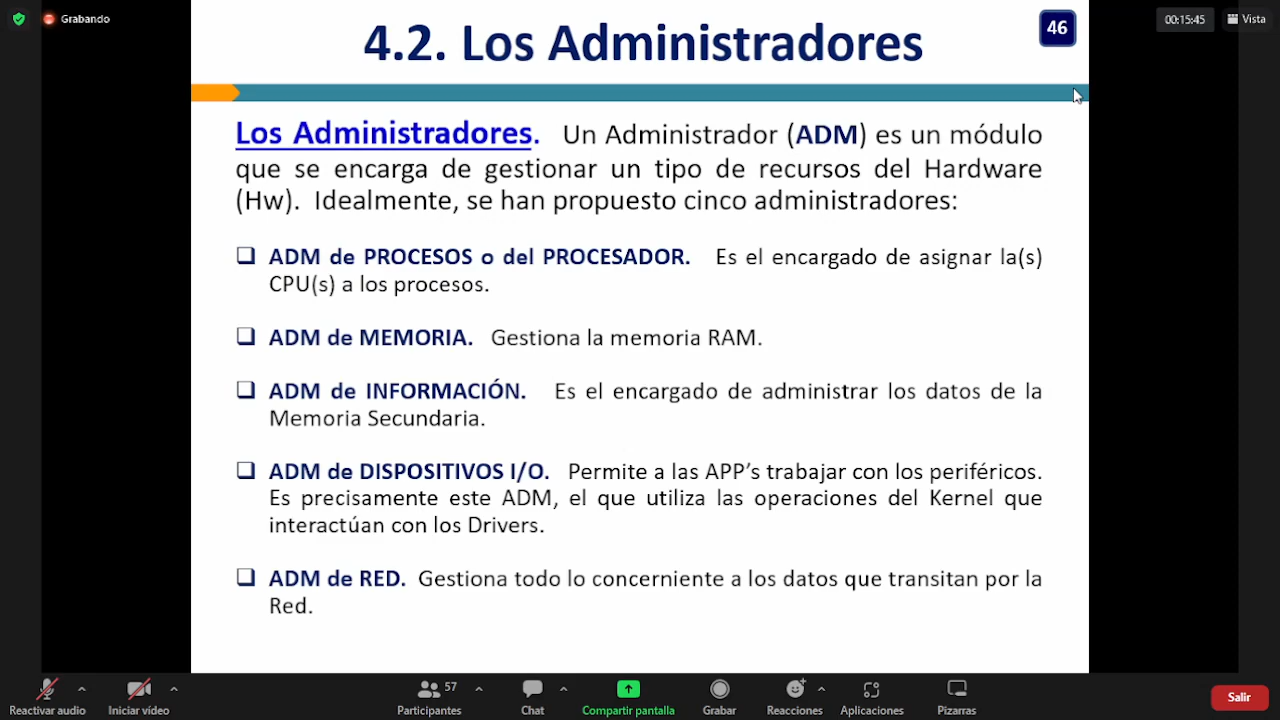 Grabando
4.2. Los Administradores
46
00:15:45
Vista
Los Administradores. Un Administrador (ADM) es un módulo
que se encarga de gestionar un tipo de recursos del Hardware
(Hw). Idealmente, se han propuesto cinco administradores:
❑ ADM de PROCESOS o del PROCESADOR. Es el encargado de asignar la(s)
CPU(s) a los procesos.
❑ ADM de MEMORIA. Gestiona la memoria RAM.
❑ ADM de INFORMACIÓN. Es el encargado de administrar los datos de la
Memoria Secundaria.
❑ ADM de DISPOSITIVOS I/O. Permite a las APP’s trabajar con los periféricos.
Es precisamente este ADM, el que utiliza las operaciones del Kernel que
interactúan con los Drivers.
❑ ADM de RED. Gestiona todo lo concerniente a los datos que transitan por la
Red.
Reactivar audio
Iniciar vídeo
57
Participantes
Chat
Compartir pantalla
Grabar
Reacciones
Aplicaciones
Pizarras
Salir